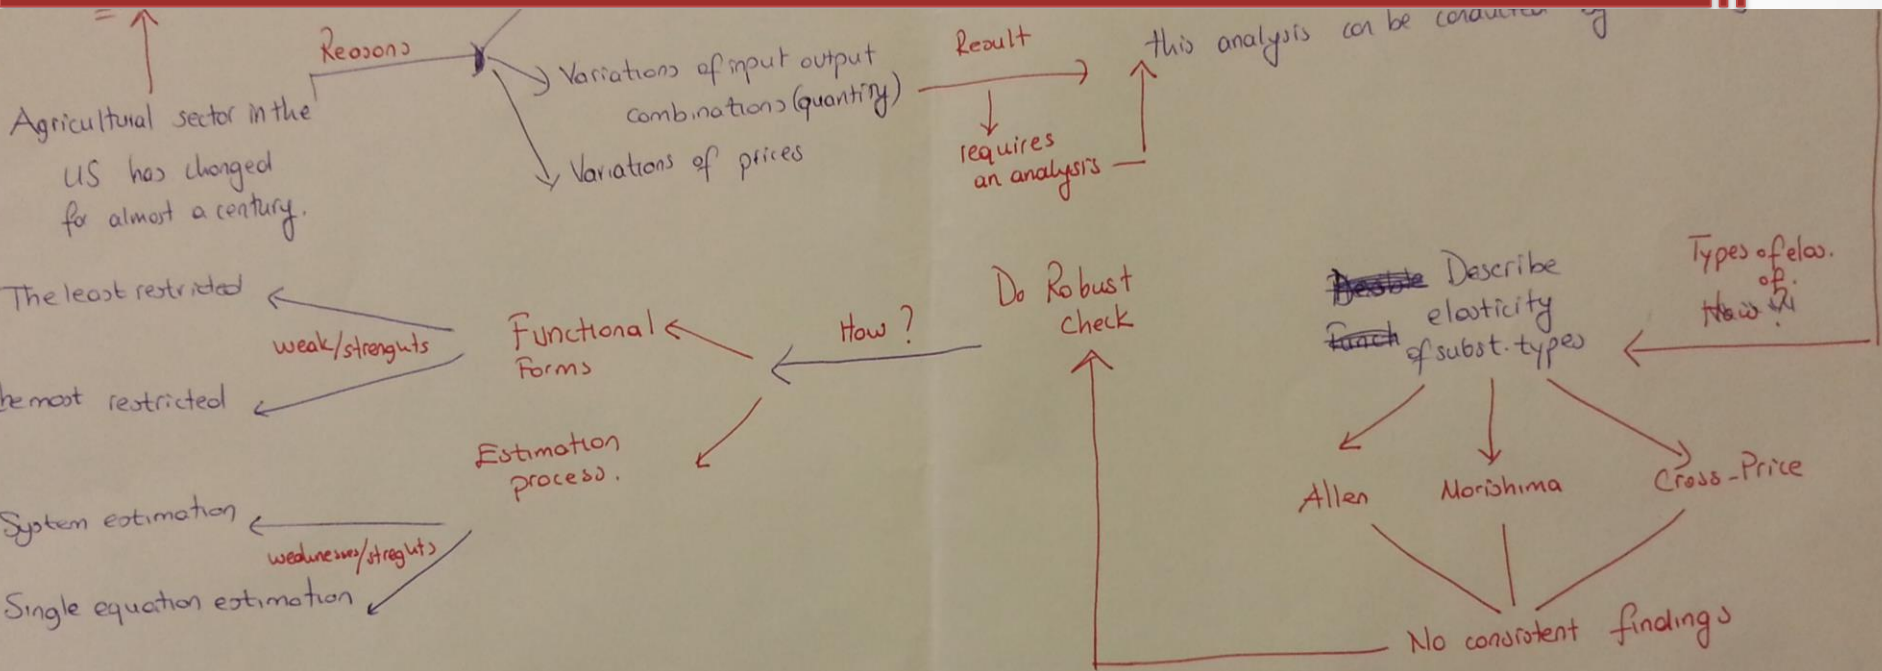 Reasons
Agricultural sector in the
US has changed
for almost a century.
Variations of input output
combinations (quantity)
Variations of prices
Result
requires
an analysis
this analysis can be conducted by
Types of elas.
of.
Describe
elasticity
of subst. types
Allen
Morishima
Cross-Price
No consistent findings
Do Robust
check
How?
Functional
Forms
weak/strenguts
The least restricted
he most restricted
Estimation
process.
System estimation
weaknesses/streguts
Single equation estimation